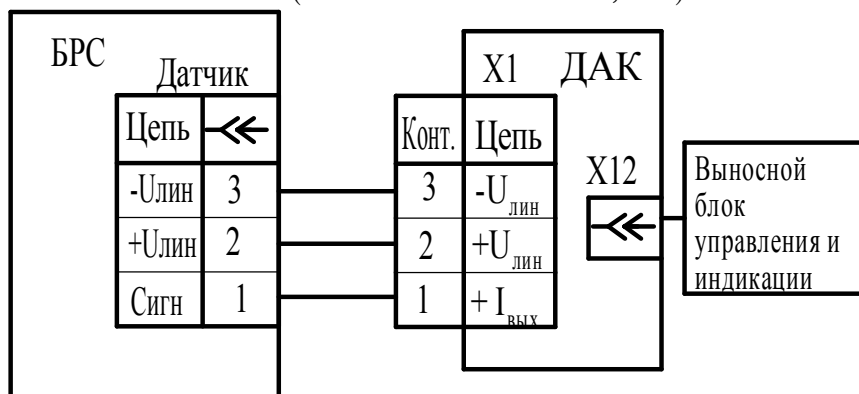 БРС
Датчик
Цепь
-Uлин 3
+Uлин 2
Сигн 1
X1 ДАК
Конт. Цепь
3 -Uлин
2 +Uлин
1 + Iвых
X12
Выносной
блок
управления и
индикации